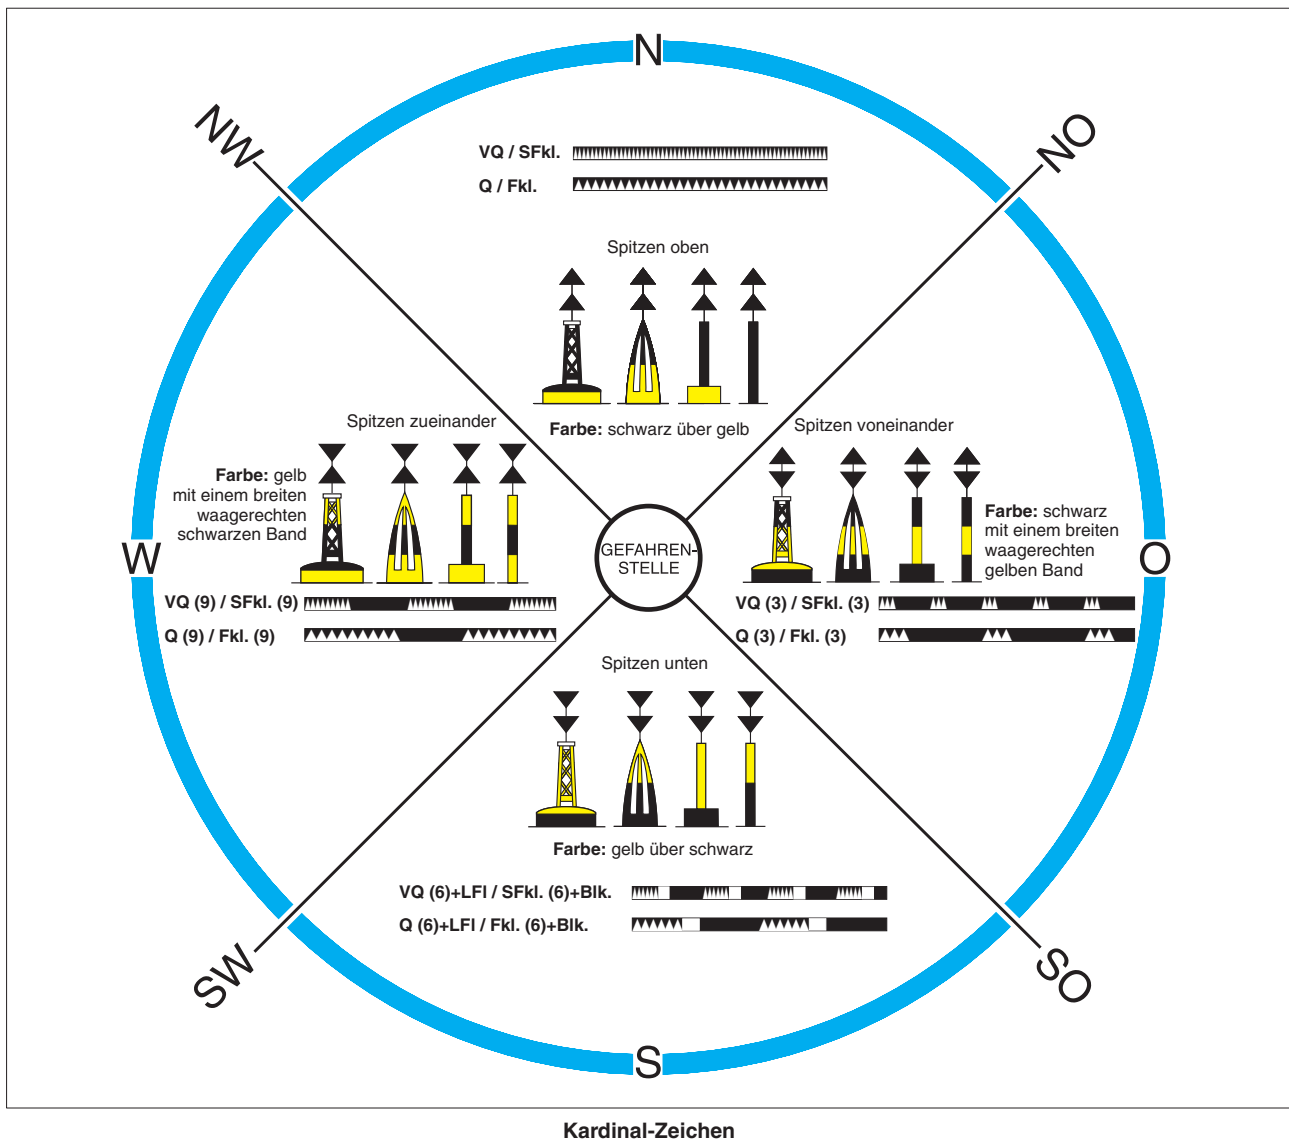 N
NW
NO
VQ / SFkl.
Q / Fkl.
Spitzen oben
Farbe: schwarz über gelb
Spitzen zueinander
Farbe: gelb
mit einem breiten
waagerechten
schwarzen Band
W
VQ (9) / SFkl. (9)
Q (9) / Fkl. (9)
GEFAHREN-
STELLE
Spitzen voneinander
Farbe: schwarz
mit einem breiten
waagerechten
gelben Band
O
VQ (3) / SFkl. (3)
Q (3) / Fkl. (3)
Spitzen unten
Farbe: gelb über schwarz
VQ (6)+LFl / SFkl. (6)+Blk.
Q (6)+LFl / Fkl. (6)+Blk.
SW
SO
S
Kardinal-Zeichen